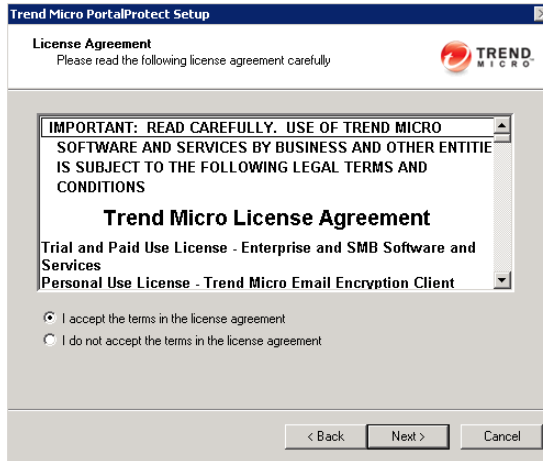 Trend Micro PortalProtect Setup
License Agreement
Please read the following license agreement carefully
TREND
MICRO
IMPORTANT: READ CAREFULLY. USE OF TREND MICRO
SOFTWARE AND SERVICES BY BUSINESS AND OTHER ENTITIE
IS SUBJECT TO THE FOLLOWING LEGAL TERMS AND
CONDITIONS
Trend Micro License Agreement
Trial and Paid Use License - Enterprise and SMB Software and
Services
Personal Use License - Trend Micro Email Encryption Client
I accept the terms in the license agreement
I do not accept the terms in the license agreement
< Back Next > Cancel